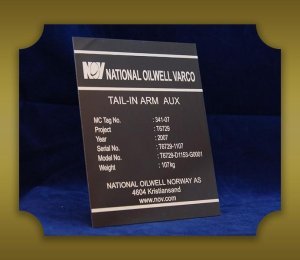 NOV NATIONAL OILWELL VARCO
TAIL-IN ARM AUX
MC Tag No. : 341-07
Project : T6729
Year : 2007
Serial No. : T6729-1107
Model No. : T6729-D1153-G0001
Weight : 107kg
NATIONAL OILWELL NORWAY AS
4604 Kristiansand
www.nov.com